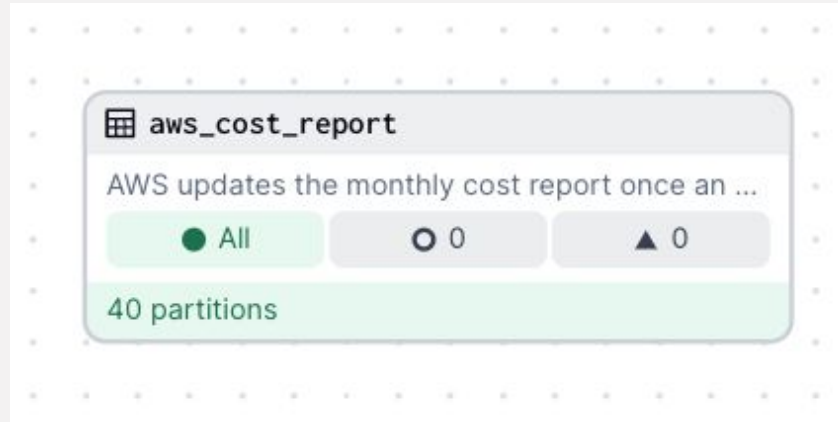 aws_cost_report
AWS updates the monthly cost report once an ...
All 0 0
40 partitions